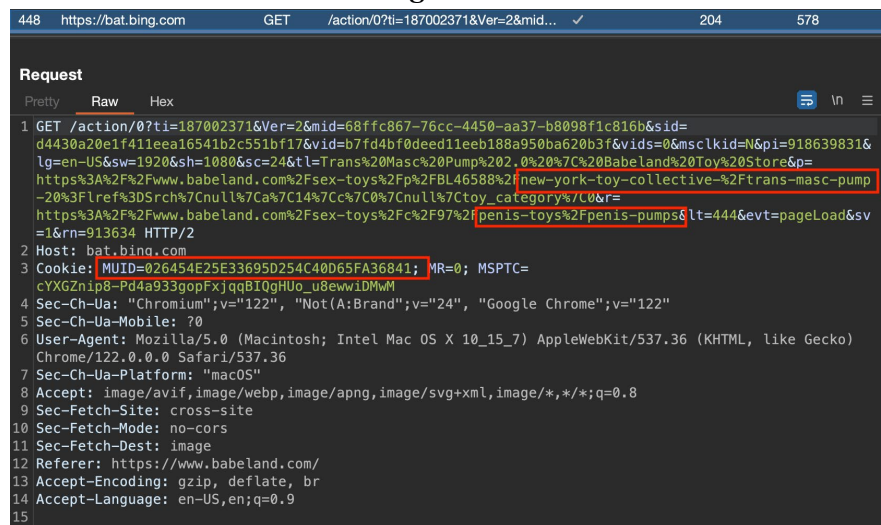 448 https://bat.bing.com GET /action/0?ti=187002371&Ver=2&mid... ✓ 204 578
Request
Pretty Raw Hex
\n
1 GET /action/0?ti=187002371&Ver=2&mid=68ffc867-76cc-4450-aa37-b8098f1c816b&sid=
d4430a20e1f411eea16541b2c551bf17&vid=b7fd4bf0deed11eeb188a950ba620b3f&vids=0&msclkid=N&pi=918639831&
lg=en-US&sw=1920&sh=1080&sc=24&tl=Trans%20Masc%20Pump%202.0%20%7C%20Babeland%20Toy%20Store&p=
https%3A%2F%2Fwww.babeland.com%2Fsex-toys%2Fp%2FBL46588%2Fnew-york-toy-collective-%2Ftrans-masc-pump
-20%3Flref%3DSrch%7Cnull%7Ca%7C14%7Cc%7C0%7Cnull%7Ctoy_category%7C0&r=
https%3A%2F%2Fwww.babeland.com%2Fsex-toys%2Fc%2F97%2Fpenis-toys%2Fpenis-pumps&lt=444&evt=pageLoad&sv
=1&rn=913634 HTTP/2
2 Host: bat.bing.com
3 Cookie: MUID=026454E25E33695D254C40D65FA36841; MR=0; MSPTC=
cYXGZnip8-Pd4a933gopFxjqqBIQgHUo_u8ewwiDMwM
4 Sec-Ch-Ua: "Chromium";v="122", "Not(A:Brand";v="24", "Google Chrome";v="122"
5 Sec-Ch-Ua-Mobile: ?0
6 User-Agent: Mozilla/5.0 (Macintosh; Intel Mac OS X 10_15_7) AppleWebKit/537.36 (KHTML, like Gecko)
Chrome/122.0.0.0 Safari/537.36
7 Sec-Ch-Ua-Platform: "macOS"
8 Accept: image/avif,image/webp,image/apng,image/svg+xml,image/*,*/*;q=0.8
9 Sec-Fetch-Site: cross-site
10 Sec-Fetch-Mode: no-cors
11 Sec-Fetch-Dest: image
12 Referer: https://www.babeland.com/
13 Accept-Encoding: gzip, deflate, br
14 Accept-Language: en-US,en;q=0.9
15